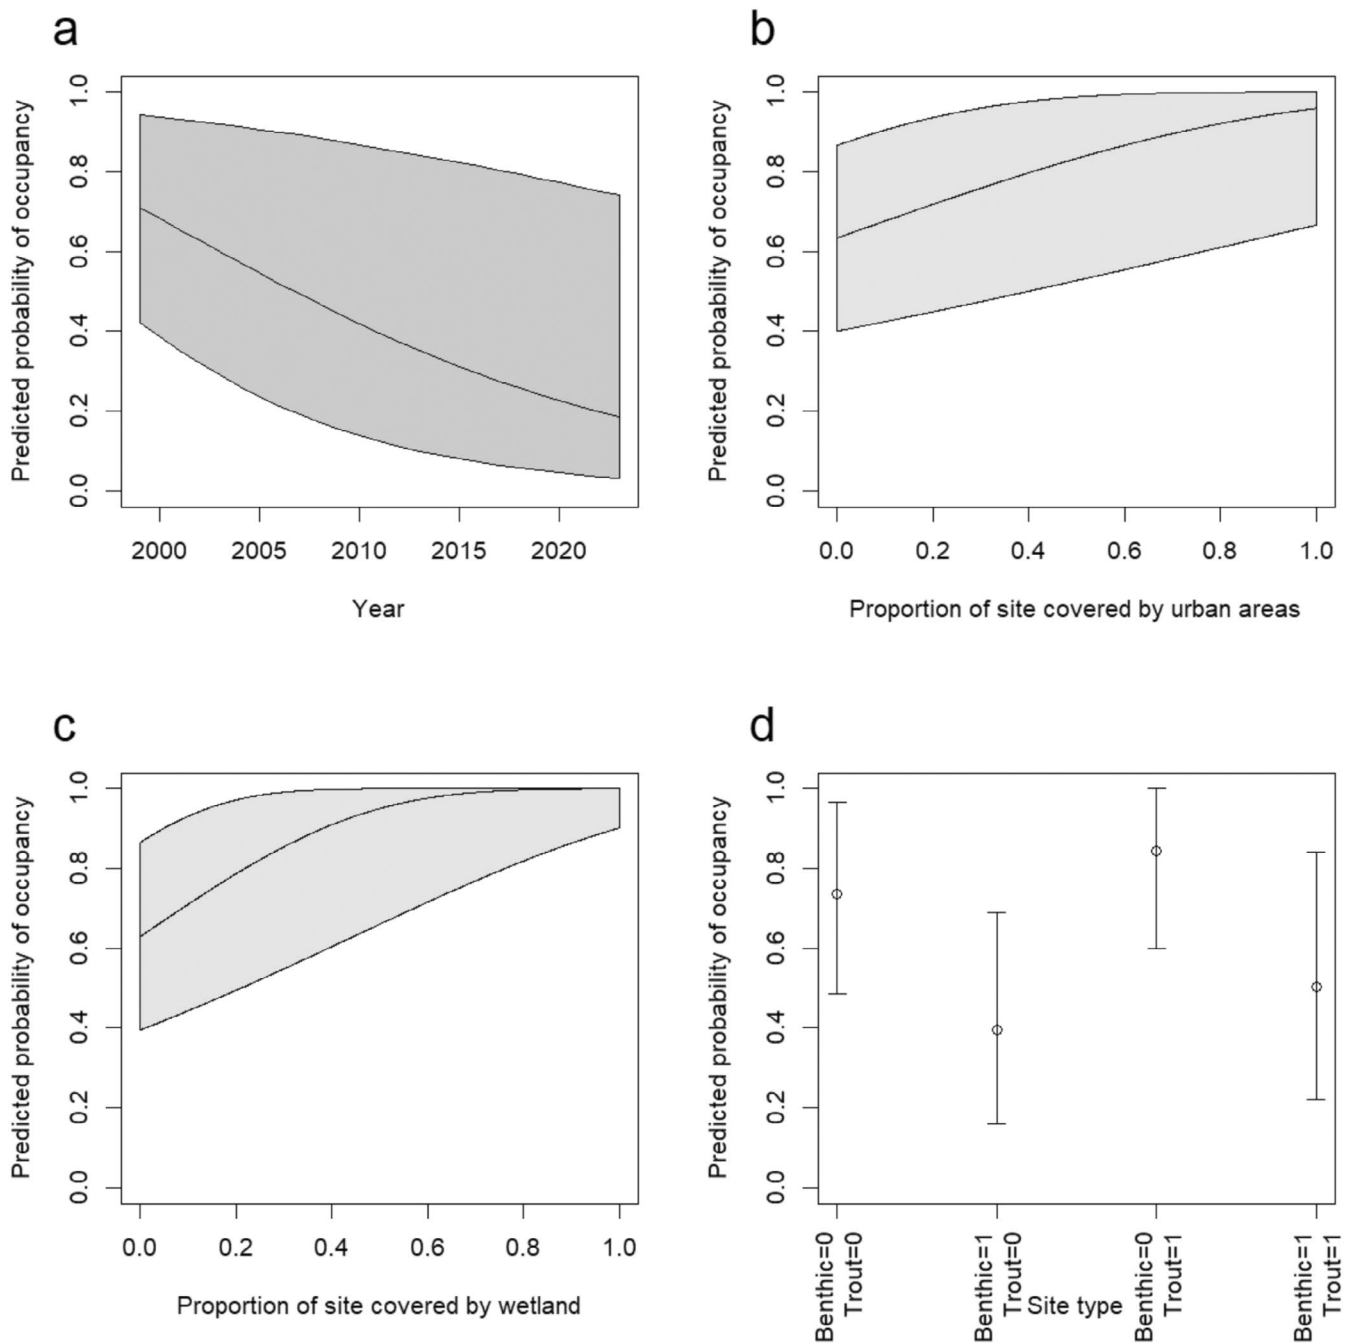 a
Predicted probability of occupancy
1.0
0.8
0.6
0.4
0.2
0.0
2000 2005 2010 2015 2020
Year
b
Predicted probability of occupancy
1.0
0.8
0.6
0.4
0.2
0.0
0.0 0.2 0.4 0.6 0.8 1.0
Proportion of site covered by urban areas
c
Predicted probability of occupancy
1.0
0.8
0.6
0.4
0.2
0.0
0.0 0.2 0.4 0.6 0.8 1.0
Proportion of site covered by wetland
d
Predicted probability of occupancy
1.0
0.8
0.6
0.4
0.2
0.0
Benthic=0
Trout=0
Benthic=1
Trout=0
Benthic=0
Trout=1
Benthic=1
Trout=1
Site type